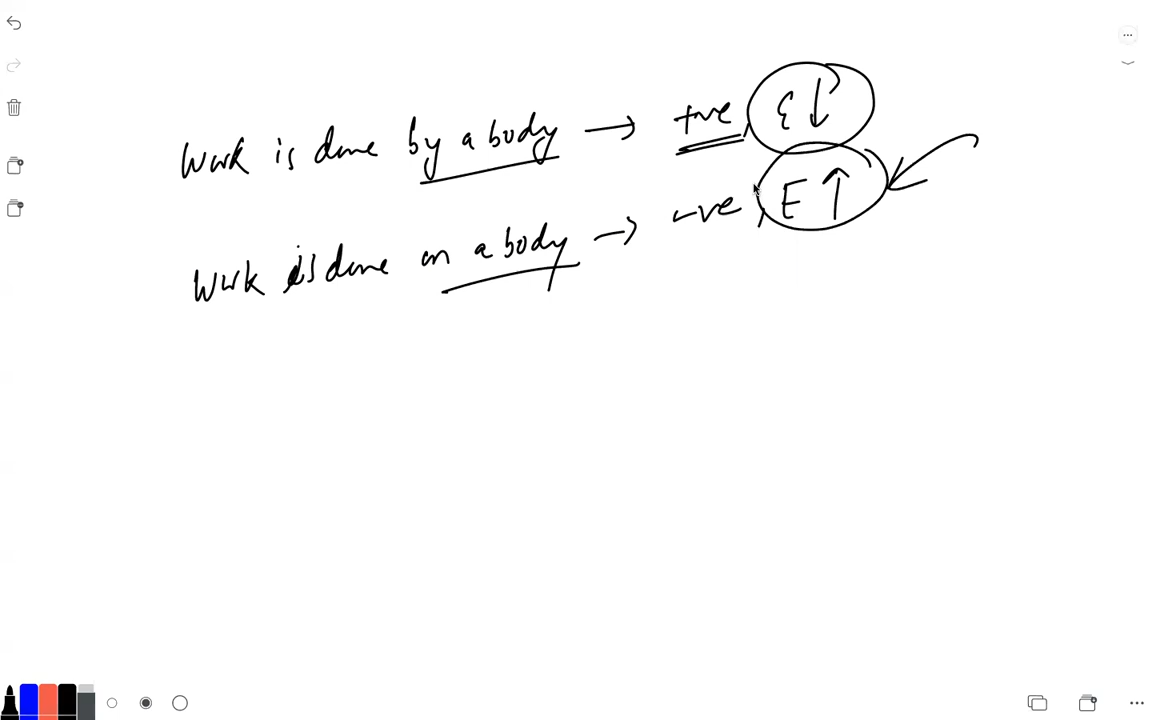 Work is done by a body → +ve, E↓
Work is done on a body → -ve, E↑